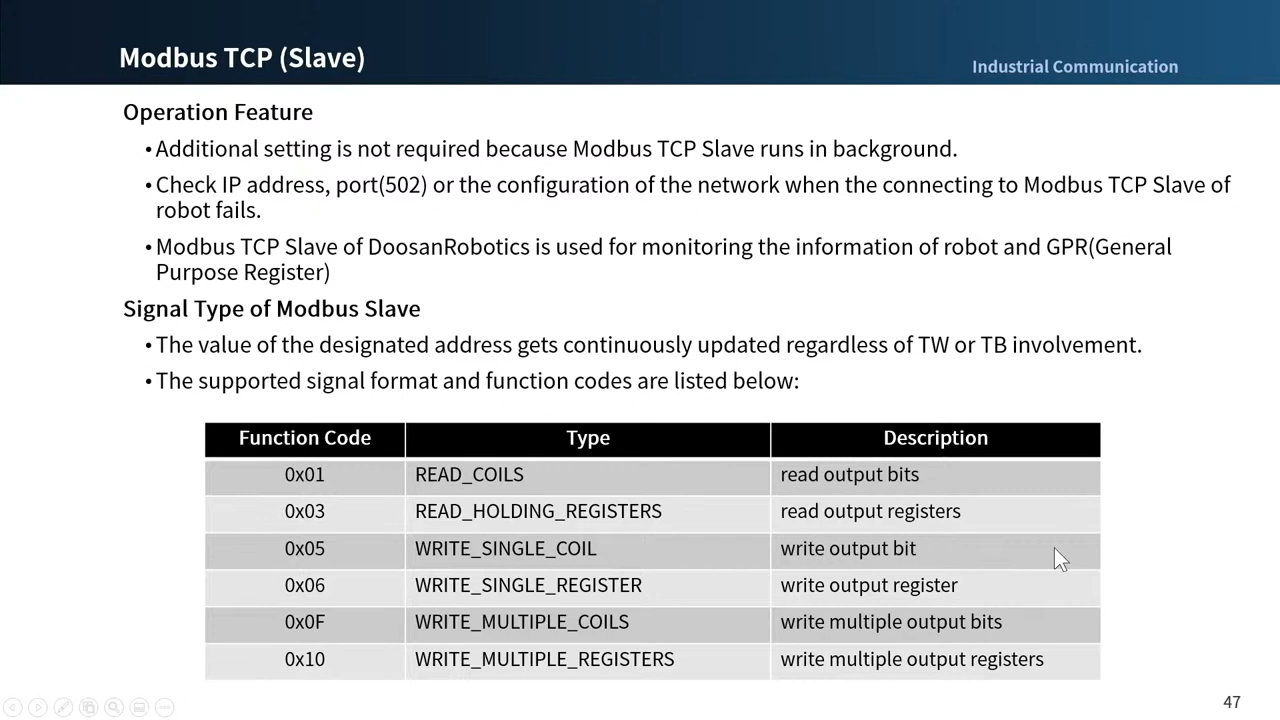 Modbus TCP (Slave)
Industrial Communication
Operation Feature
•Additional setting is not required because Modbus TCP Slave runs in background.
•Check IP address, port(502) or the configuration of the network when the connecting to Modbus TCP Slave of
robot fails.
•Modbus TCP Slave of DoosanRobotics is used for monitoring the information of robot and GPR(General
Purpose Register)
Signal Type of Modbus Slave
•The value of the designated address gets continuously updated regardless of TW or TB involvement.
•The supported signal format and function codes are listed below:
Function Code Type Description
0x01 READ_COILS read output bits
0x03 READ_HOLDING_REGISTERS read output registers
0x05 WRITE_SINGLE_COIL write output bit
0x06 WRITE_SINGLE_REGISTER write output register
0x0F WRITE_MULTIPLE_COILS write multiple output bits
0x10 WRITE_MULTIPLE_REGISTERS write multiple output registers
47